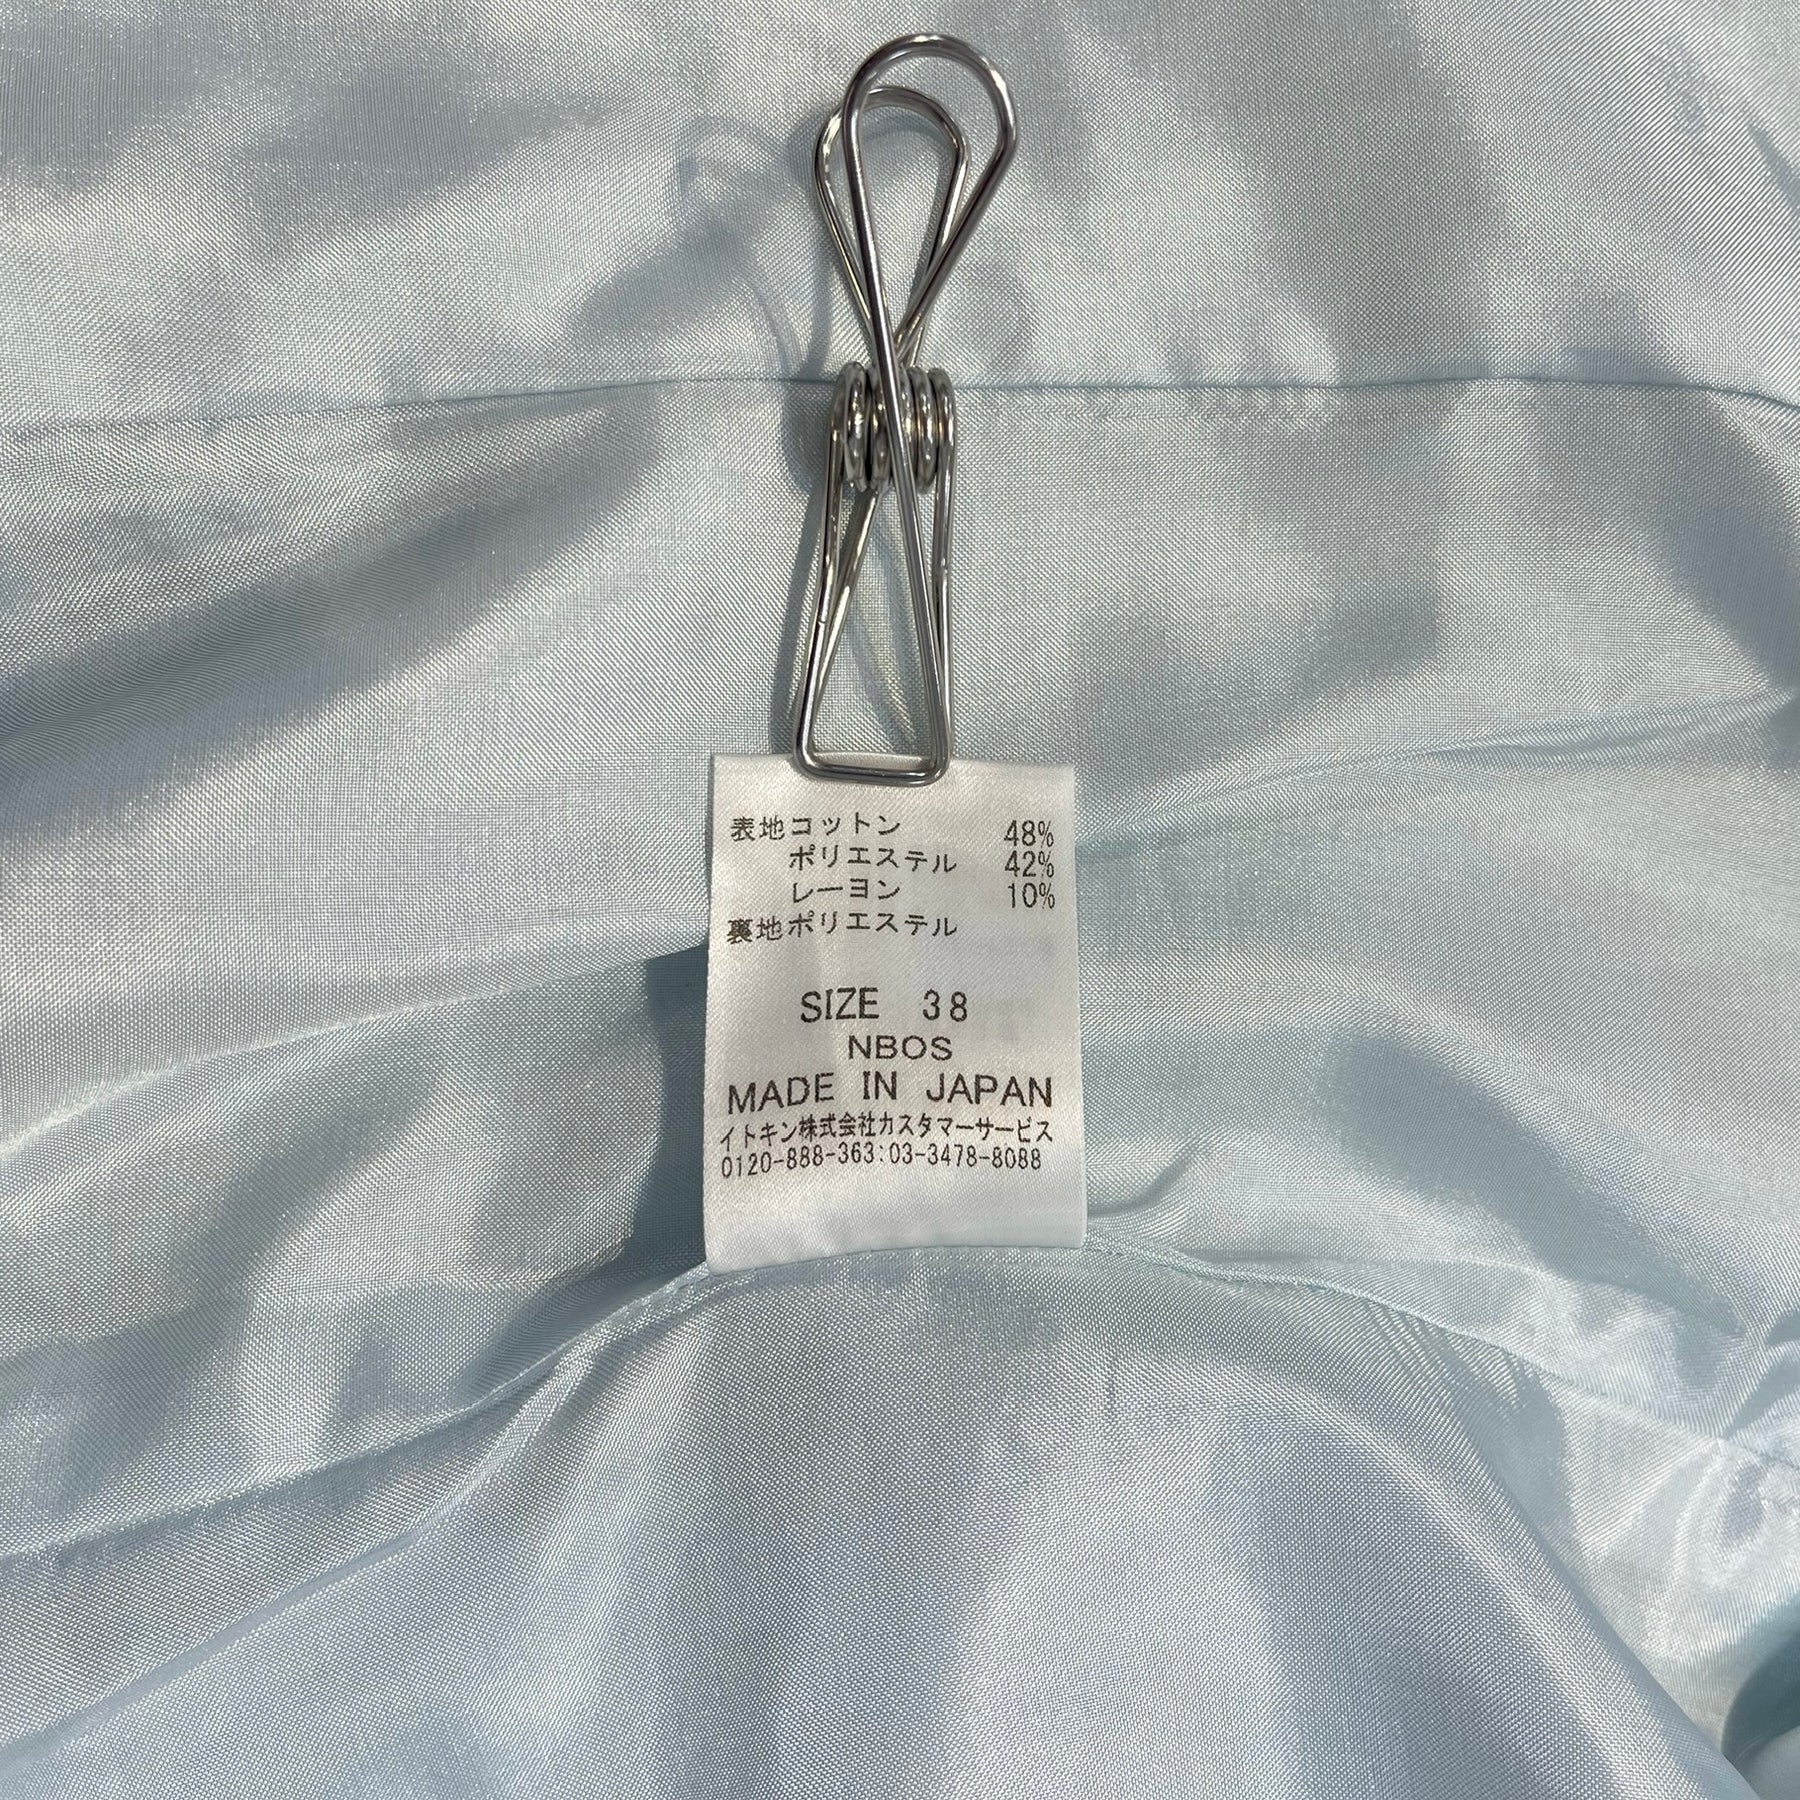 表地コットン 48%
ポリエステル 42%
レーヨン 10%
裏地ポリエステル
SIZE 38
NBOS
MADE IN JAPAN
イトキン株式会社カスタマーサービス
0120-888-363:03-3478-8088